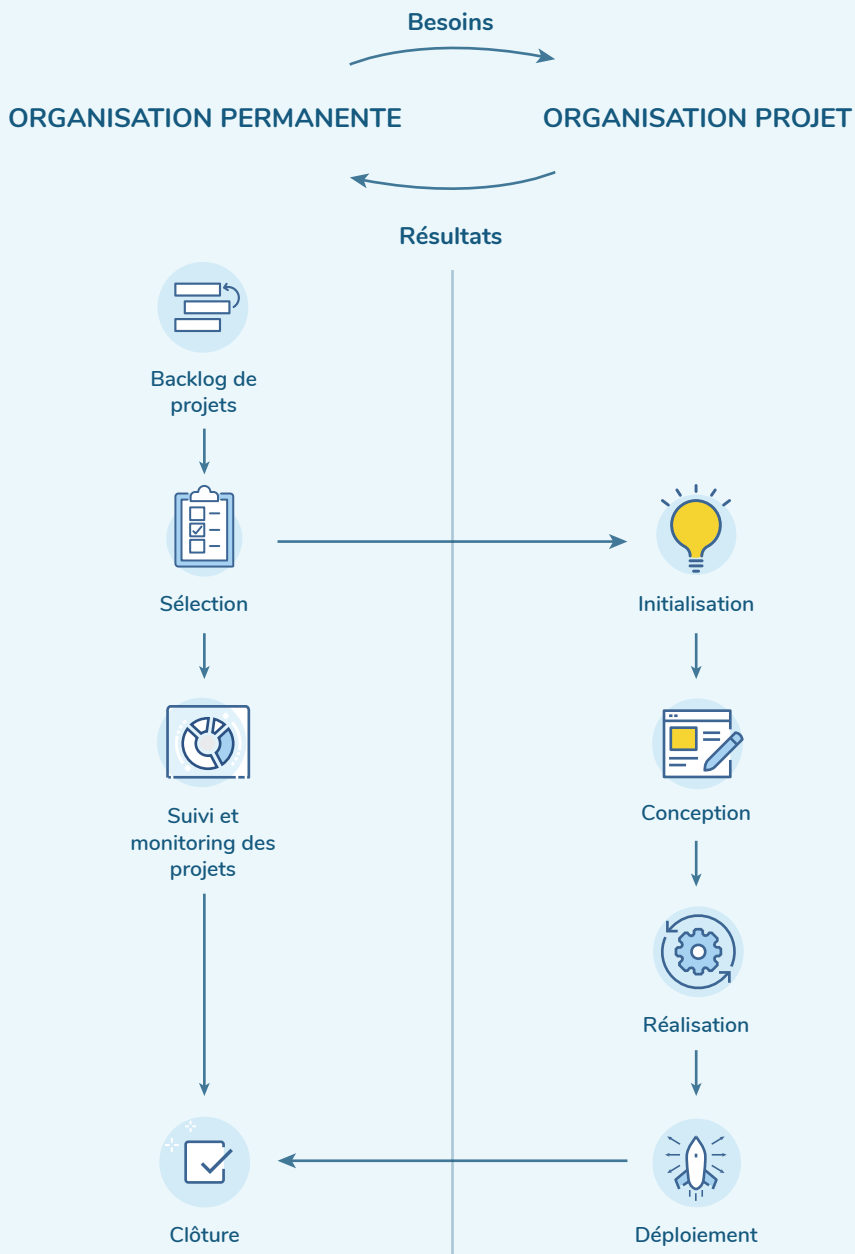 Besoins
ORGANISATION PERMANENTE
ORGANISATION PROJET
Résultats
Backlog de
projets
Sélection
Initialisation
Suivi et
monitoring des
projets
Conception
Réalisation
Clôture
Déploiement